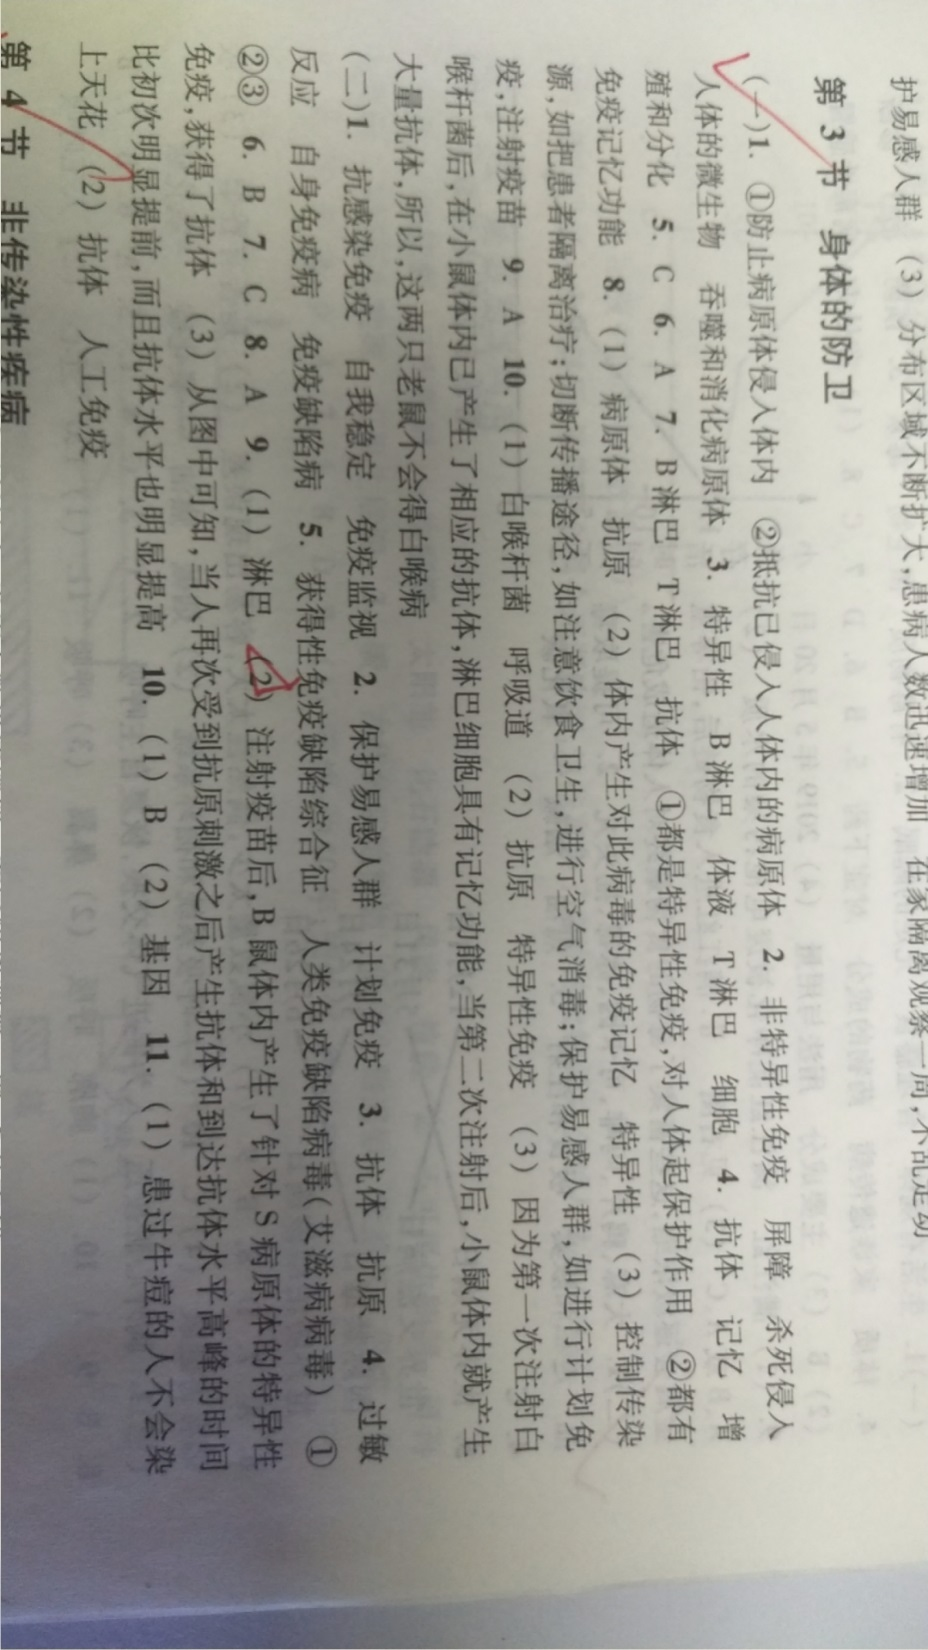 护易感人群 (3) 分布区域不断扩大,患病人数迅速增加 在家隔离观察一周,不乱走动
第 3 节 身体的防卫
(一)1. ①防止病原体侵入体内 ②抵抗已侵入人体内的病原体 2. 非特异性免疫 屏障 杀死侵入
人体的微生物 吞噬和消化病原体 3. 特异性 B 淋巴 体液 T 淋巴 细胞 4. 抗体 记忆 增
殖和分化 5. C 6. A 7. B 淋巴 T 淋巴 抗体 ①都是特异性免疫,对人体起保护作用 ②都有
免疫记忆功能 8. (1) 病原体 抗原 (2) 体内产生对此病毒的免疫记忆 特异性 (3) 控制传染
源,如把患者隔离治疗;切断传播途径,如注意饮食卫生,进行空气消毒;保护易感人群,如进行计划免
疫,注射疫苗 9. A 10. (1) 白喉杆菌 呼吸道 (2) 抗原 特异性免疫 (3) 因为第一次注射白
喉杆菌后,在小鼠体内已产生了相应的抗体,淋巴细胞具有记忆功能,当第二次注射后,小鼠体内就产生
大量抗体,所以,这两只老鼠不会得白喉病
(二)1. 抗感染免疫 自我稳定 免疫监视 2. 保护易感人群 计划免疫 3. 抗体 抗原 4. 过敏
反应 自身免疫病 免疫缺陷病 5. 获得性免疫缺陷综合征 人类免疫缺陷病毒(艾滋病病毒) ①
②③ 6. B 7. C 8. A 9. (1) 淋巴 (2) 注射疫苗后,B 鼠体内产生了针对 S 病原体的特异性
免疫,获得了抗体 (3) 从图中可知,当人再次受到抗原刺激之后产生抗体和到达抗体水平高峰的时间
比初次明显提前,而且抗体水平也明显提高 10. (1) B (2) 基因 11. (1) 患过牛痘的人不会染
上天花 (2) 抗体 人工免疫
第 4 节 非传染性疾病